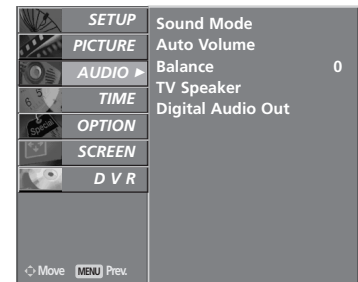 SETUP
PICTURE
AUDIO
TIME
OPTION
Special
SCREEN
D V R
Move MENU Prev.
Sound Mode
Auto Volume
Balance 0
TV Speaker
Digital Audio Out